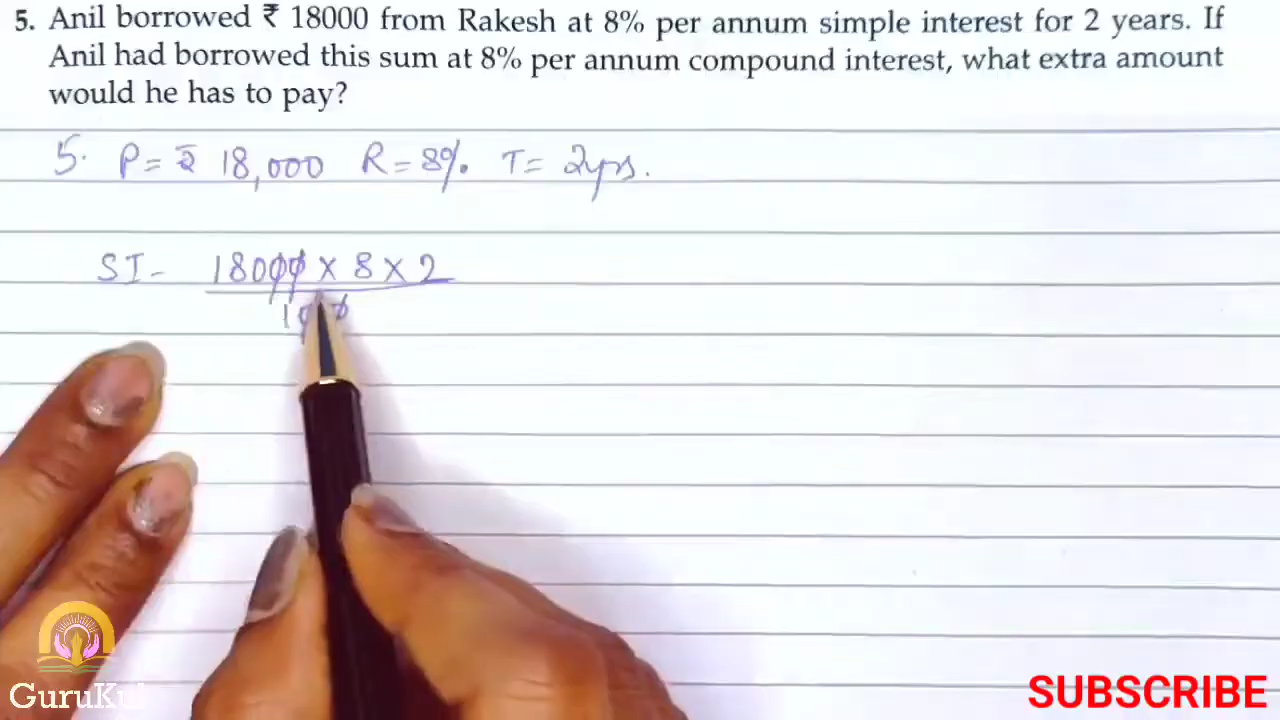 5. Anil borrowed ₹ 18000 from Rakesh at 8% per annum simple interest for 2 years. If
Anil had borrowed this sum at 8% per annum compound interest, what extra amount
would he has to pay?
5. P = ₹ 18,000 R = 8% T = 2yrs.
SI - 18000 × 8 × 2
100
GuruKul
SUBSCRIBE